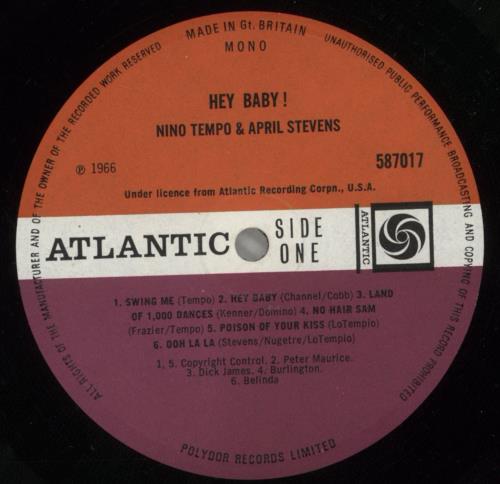 MADE IN Gt. BRITAIN
MONO
ALL RIGHTS OF THE MANUFACTURER AND OF THE OWNER OF THE RECORDED WORK RESERVED
UNAUTHORISED PUBLIC PERFORMANCE BROADCASTING AND COPYING OF THIS RECORD PROHIBITED
HEY BABY!
NINO TEMPO & APRIL STEVENS
℗ 1966
587017
Under licence from Atlantic Recording Corpn., U.S.A.
ATLANTIC
SIDE
ONE
ATLANTIC
1. SWING ME (Tempo) 2. HEY BABY (Channel/Cobb) 3. LAND
OF 1,000 DANCES (Kenner/Domino) 4. NO HAIR SAM
(Frazier/Tempo) 5. POISON OF YOUR KISS (LoTempio)
6. OOH LA LA (Stevens/Nugetre/LoTempio)
1, 5. Copyright Control. 2. Peter Maurice.
3. Dick James. 4. Burlington.
6. Belinda
POLYDOR RECORDS LIMITED